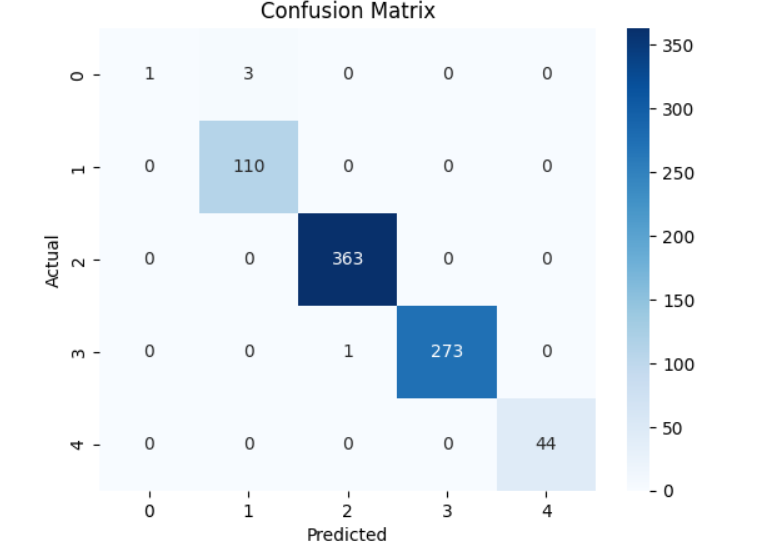 Confusion Matrix
0 1 3 0 0 0
1 0 110 0 0 0
2 0 0 363 0 0
3 0 0 1 273 0
4 0 0 0 0 44
0 1 2 3 4
Predicted
Actual
350
300
250
200
150
100
50
0